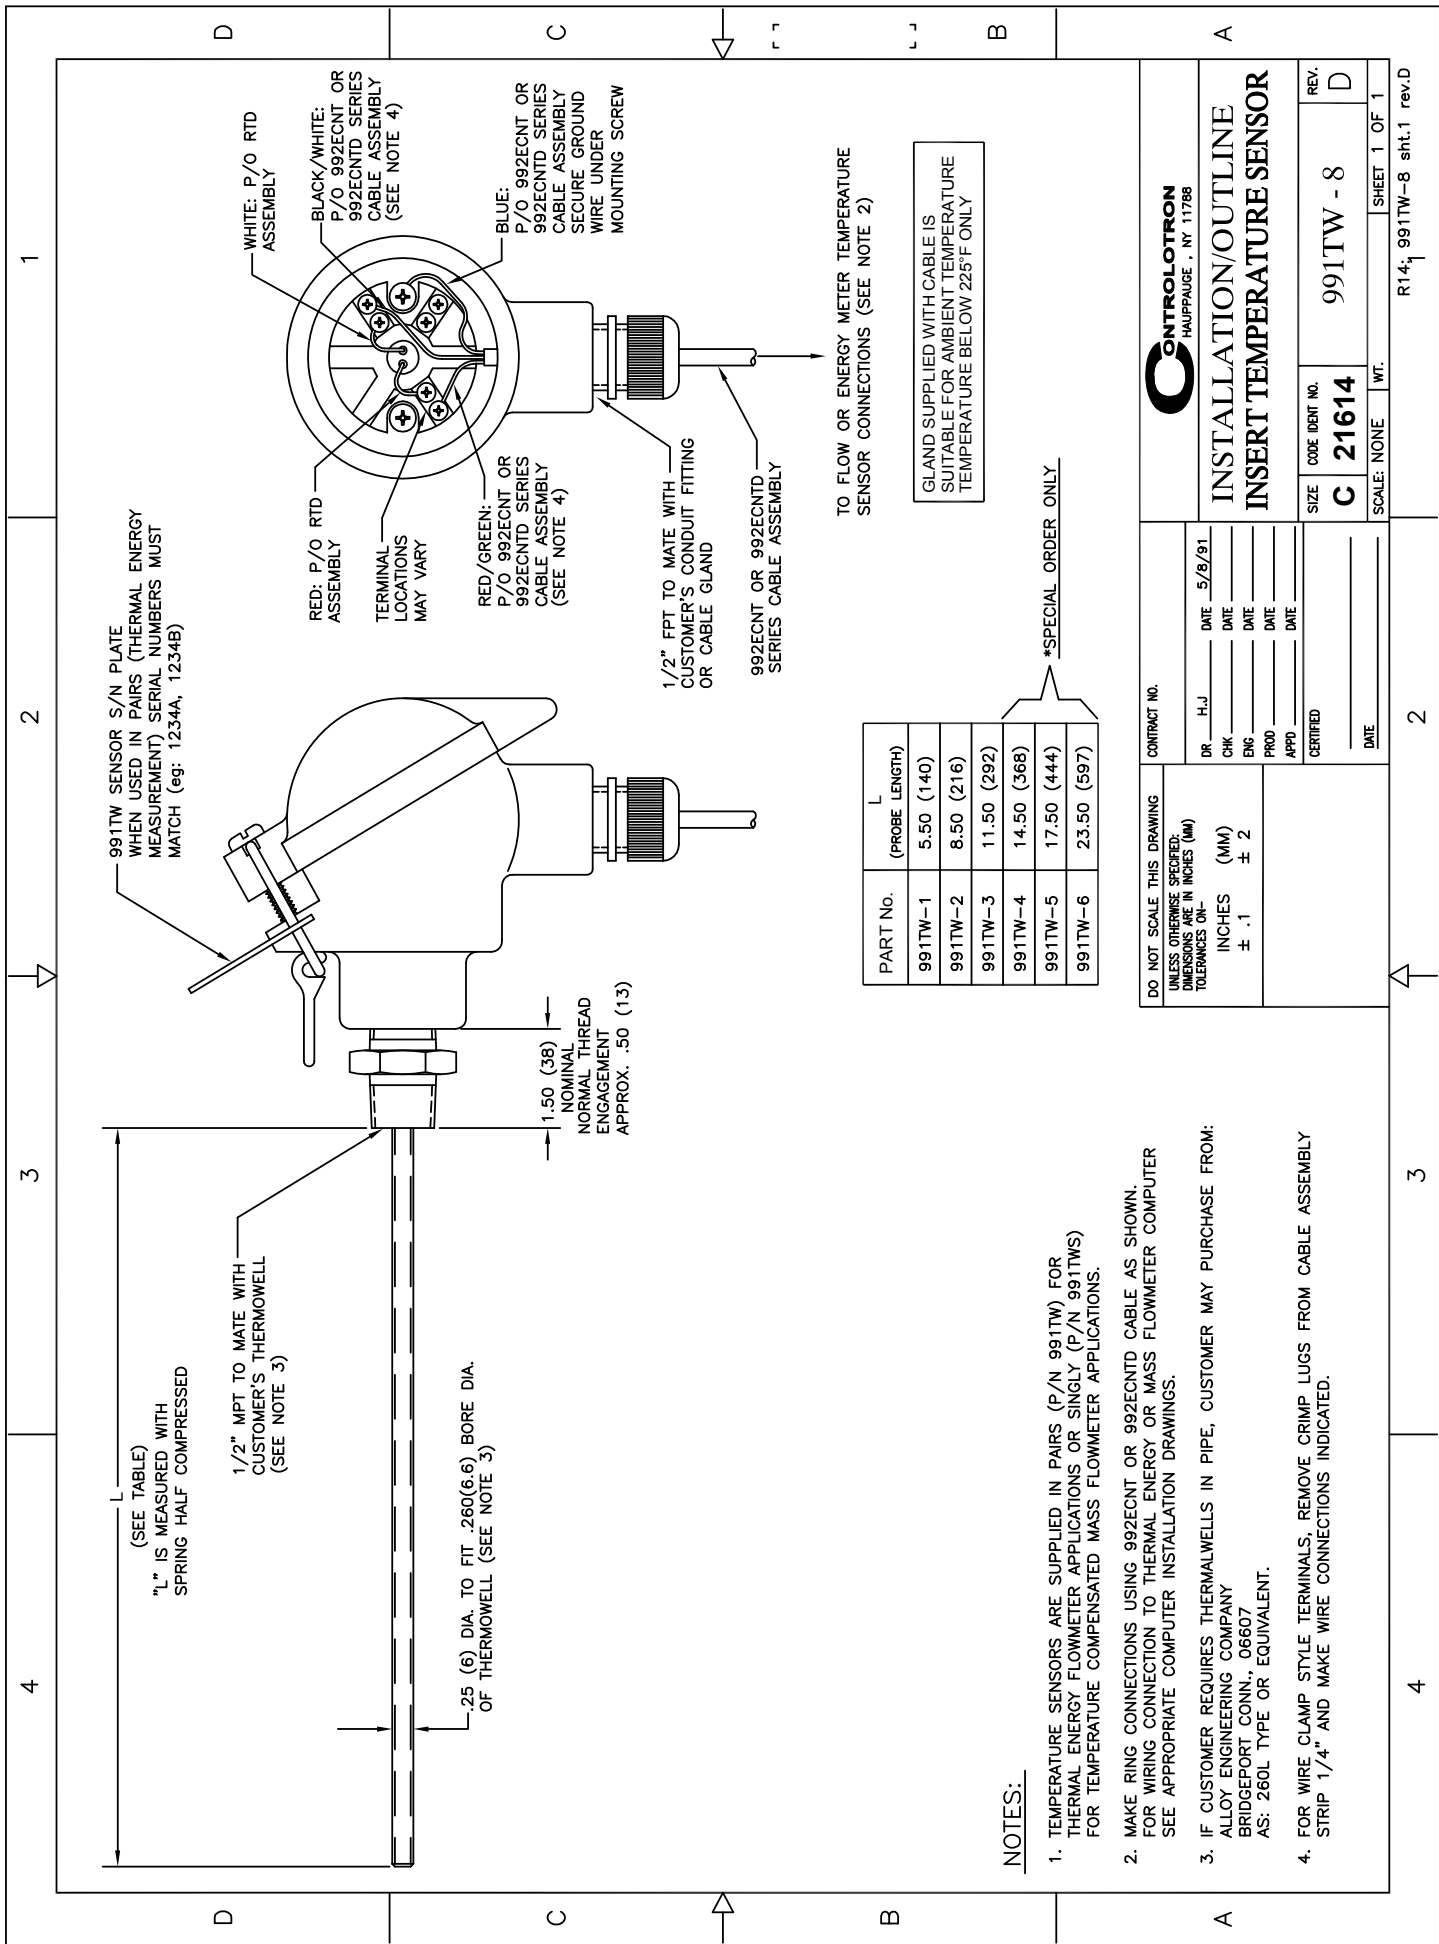 4
3
2
1
D
C
B
A
L
(SEE TABLE)
"L" IS MEASURED WITH
SPRING HALF COMPRESSED
1/2" MPT TO MATE WITH
CUSTOMER'S THERMOWELL
(SEE NOTE 3)
.25 (6) DIA. TO FIT .260(6.6) BORE DIA.
OF THERMOWELL (SEE NOTE 3)
1.50 (38)
NOMINAL
NORMAL THREAD
ENGAGEMENT
APPROX. .50 (13)
991TW SENSOR S/N PLATE
WHEN USED IN PAIRS (THERMAL ENERGY
MEASUREMENT) SERIAL NUMBERS MUST
MATCH (eg: 1234A, 1234B)
WHITE: P/O RTD
ASSEMBLY
BLACK/WHITE:
P/O 992ECNT OR
992ECNTD SERIES
CABLE ASSEMBLY
(SEE NOTE 4)
RED: P/O RTD
ASSEMBLY
TERMINAL
LOCATIONS
MAY VARY
RED/GREEN:
P/O 992ECNT OR
992ECNTD SERIES
CABLE ASSEMBLY
(SEE NOTE 4)
BLUE:
P/O 992ECNT OR
992ECNTD SERIES
CABLE ASSEMBLY
SECURE GROUND
WIRE UNDER
MOUNTING SCREW
1/2" FPT TO MATE WITH
CUSTOMER'S CONDUIT FITTING
OR CABLE GLAND
992ECNT OR 992ECNTD
SERIES CABLE ASSEMBLY
TO FLOW OR ENERGY METER TEMPERATURE
SENSOR CONNECTIONS (SEE NOTE 2)
GLAND SUPPLIED WITH CABLE IS
SUITABLE FOR AMBIENT TEMPERATURE
TEMPERATURE BELOW 225°F ONLY
PART No. L
(PROBE LENGTH)
991TW-1 5.50 (140)
991TW-2 8.50 (216)
991TW-3 11.50 (292)
991TW-4 14.50 (368)
991TW-5 17.50 (444)
991TW-6 23.50 (597)
*SPECIAL ORDER ONLY
NOTES:
1. TEMPERATURE SENSORS ARE SUPPLIED IN PAIRS (P/N 991TW) FOR
THERMAL ENERGY FLOWMETER APPLICATIONS OR SINGLY (P/N 991TWS)
FOR TEMPERATURE COMPENSATED MASS FLOWMETER APPLICATIONS.
2. MAKE RING CONNECTIONS USING 992ECNT OR 992ECNTD CABLE AS SHOWN.
FOR WIRING CONNECTION TO THERMAL ENERGY OR MASS FLOWMETER COMPUTER
SEE APPROPRIATE COMPUTER INSTALLATION DRAWINGS.
3. IF CUSTOMER REQUIRES THERMALWELLS IN PIPE, CUSTOMER MAY PURCHASE FROM:
ALLOY ENGINEERING COMPANY
BRIDGEPORT CONN., 06607
AS: 260L TYPE OR EQUIVALENT.
4. FOR WIRE CLAMP STYLE TERMINALS, REMOVE CRIMP LUGS FROM CABLE ASSEMBLY
STRIP 1/4" AND MAKE WIRE CONNECTIONS INDICATED.
DO NOT SCALE THIS DRAWING
UNLESS OTHERWISE SPECIFIED:
DIMENSIONS ARE IN INCHES (MM)
TOLERANCES ON-
INCHES (MM)
± .1 ± 2
CONTRACT NO.
DR H.J DATE 5/8/91
CHK DATE
ENG DATE
PROD DATE
APPD DATE
CERTIFIED
DATE
CONTROLOTRON
HAUPPAUGE , NY 11788
INSTALLATION/OUTLINE
INSERT TEMPERATURE SENSOR
SIZE
C
CODE IDENT NO.
21614
991TW - 8
REV.
D
SCALE: NONE WT. SHEET 1 OF 1
R14: 991TW-8 sht.1 rev.D
4
3
2
1
D
C
B
A